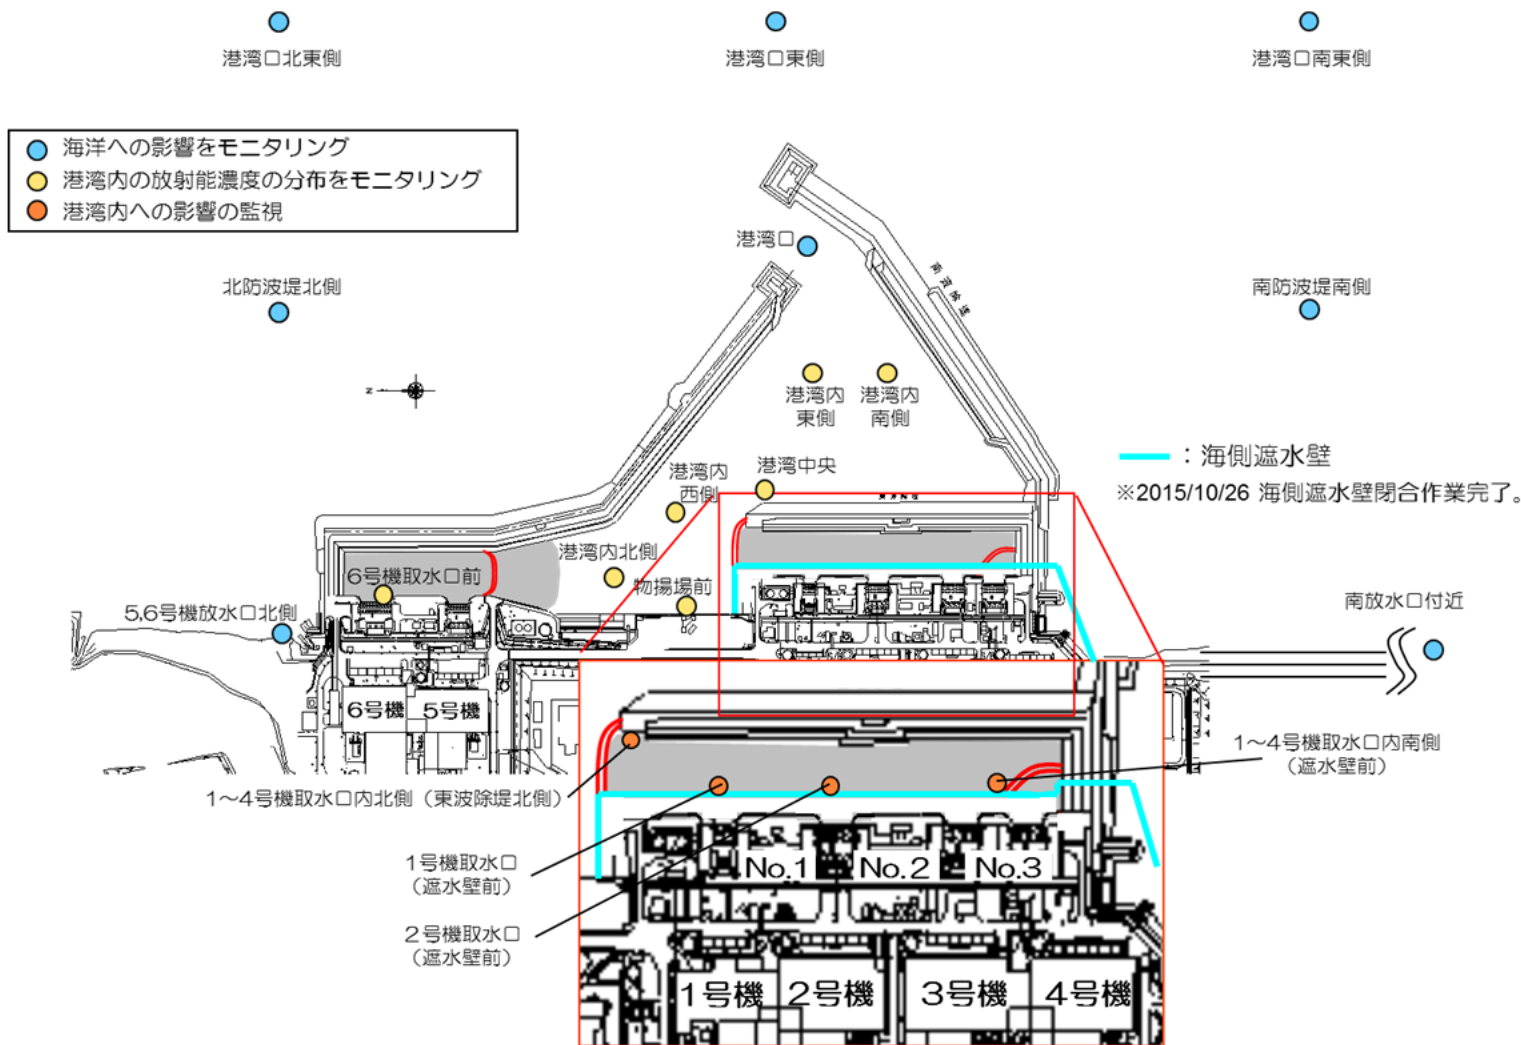 港湾口北東側
港湾口東側
港湾口南東側
海洋への影響をモニタリング
港湾内の放射能濃度の分布をモニタリング
港湾内への影響の監視
港湾口
北防波堤北側
南防波堤南側
N
港湾内
東側
港湾内
南側
：海側遮水壁
※2015/10/26 海側遮水壁閉合作業完了。
港湾内
西側
港湾中央
港湾内北側
6号機取水口前
物揚場前
5,6号機放水口北側
南放水口付近
6号機
5号機
1～4号機取水口内北側（東波除堤北側）
1～4号機取水口内南側
（遮水壁前）
1号機取水口
（遮水壁前）
2号機取水口
（遮水壁前）
No.1
No.2
No.3
1号機
2号機
3号機
4号機